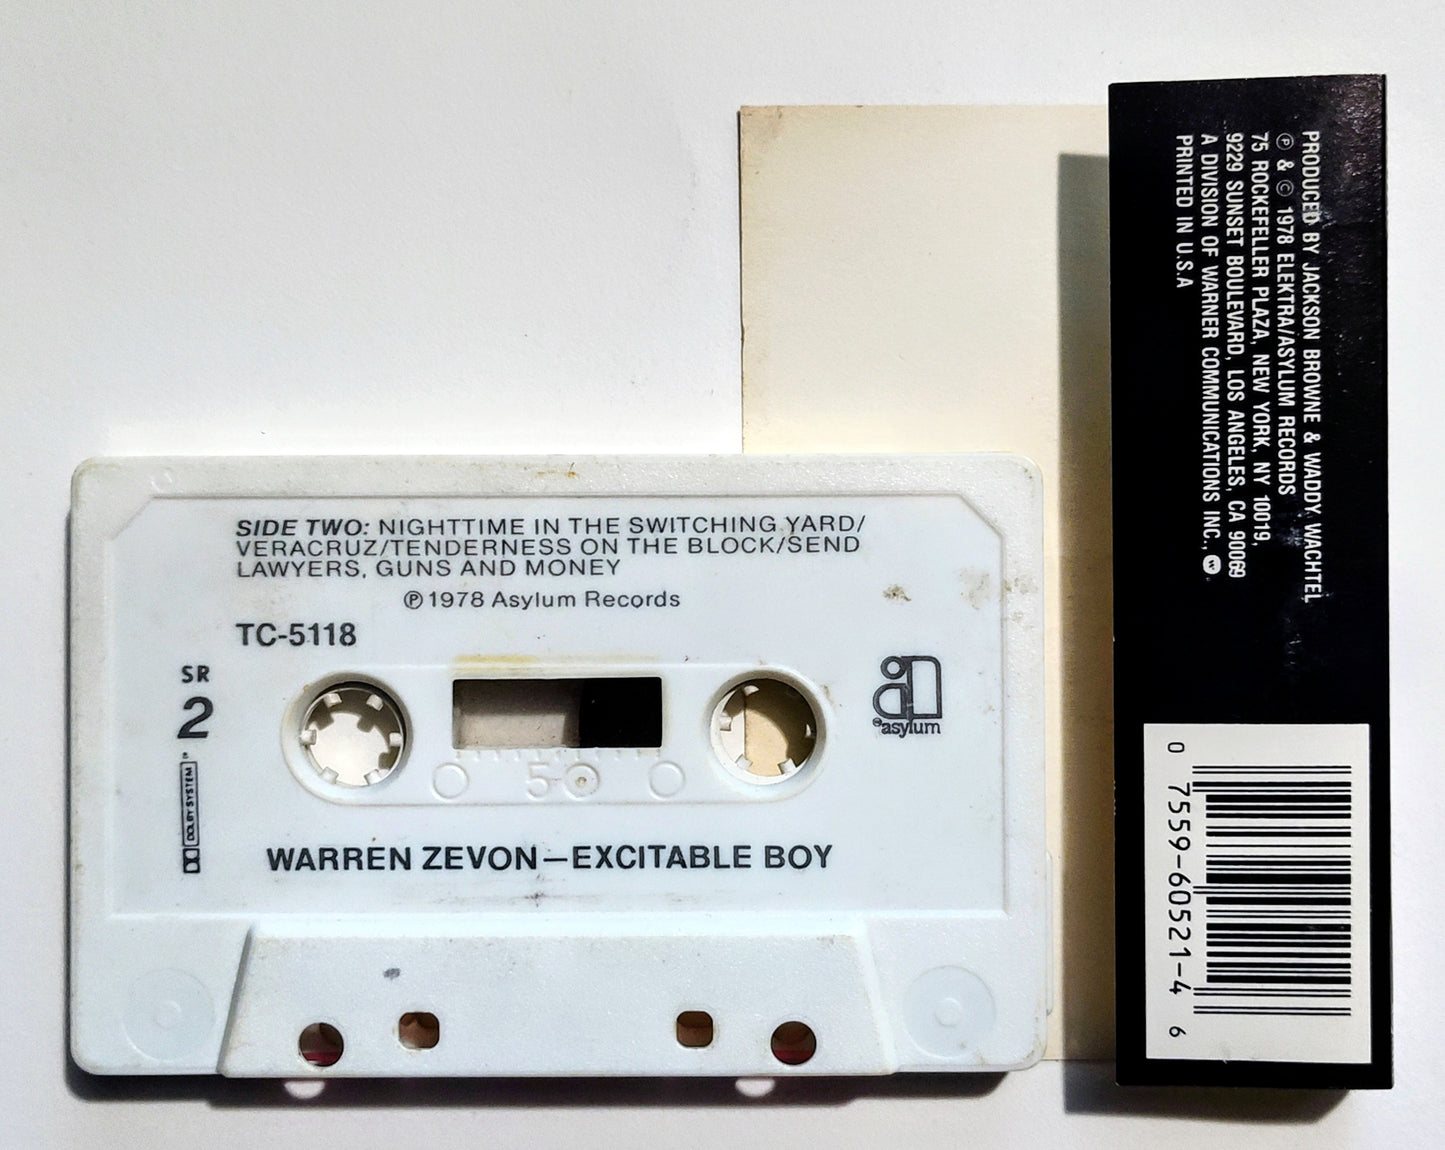 SIDE TWO: NIGHTTIME IN THE SWITCHING YARD/
VERACRUZ/TENDERNESS ON THE BLOCK/SEND
LAWYERS, GUNS AND MONEY
℗1978 Asylum Records
TC-5118
SR
2
DOLBY SYSTEM
asylum
50
WARREN ZEVON—EXCITABLE BOY
PRODUCED BY JACKSON BROWNE & WADDY WACHTEL
℗ & © 1978 ELEKTRA/ASYLUM RECORDS
75 ROCKEFELLER PLAZA, NEW YORK, NY 10019,
9229 SUNSET BOULEVARD, LOS ANGELES, CA 90069
A DIVISION OF WARNER COMMUNICATIONS INC.,
PRINTED IN U.S.A
0 7559-60521-4 6